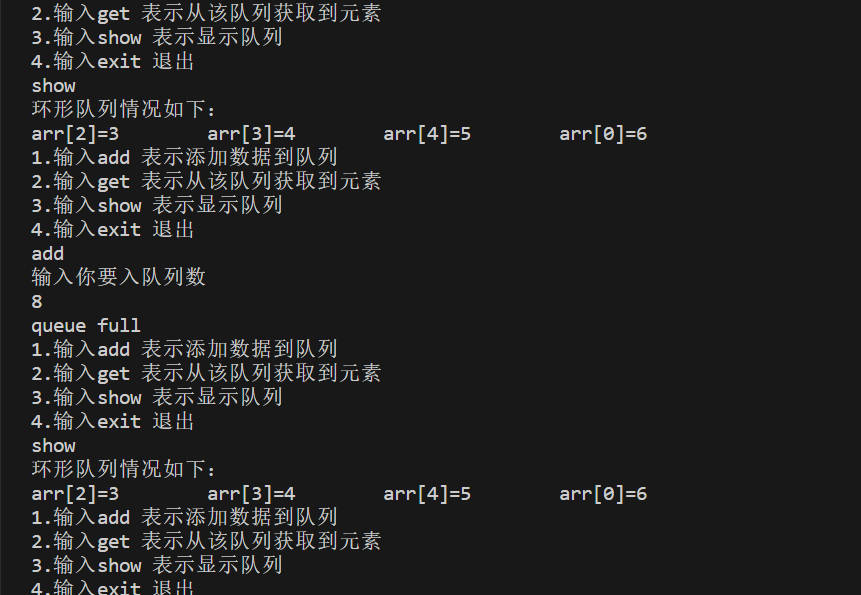 2.输入get 表示从该队列获取到元素
3.输入show 表示显示队列
4.输入exit 退出
show
环形队列情况如下:
arr[2]=3 arr[3]=4 arr[4]=5 arr[0]=6
1.输入add 表示添加数据到队列
2.输入get 表示从该队列获取到元素
3.输入show 表示显示队列
4.输入exit 退出
add
输入你要入队列数
8
queue full
1.输入add 表示添加数据到队列
2.输入get 表示从该队列获取到元素
3.输入show 表示显示队列
4.输入exit 退出
show
环形队列情况如下:
arr[2]=3 arr[3]=4 arr[4]=5 arr[0]=6
1.输入add 表示添加数据到队列
2.输入get 表示从该队列获取到元素
3.输入show 表示显示队列
4.输入exit 退出